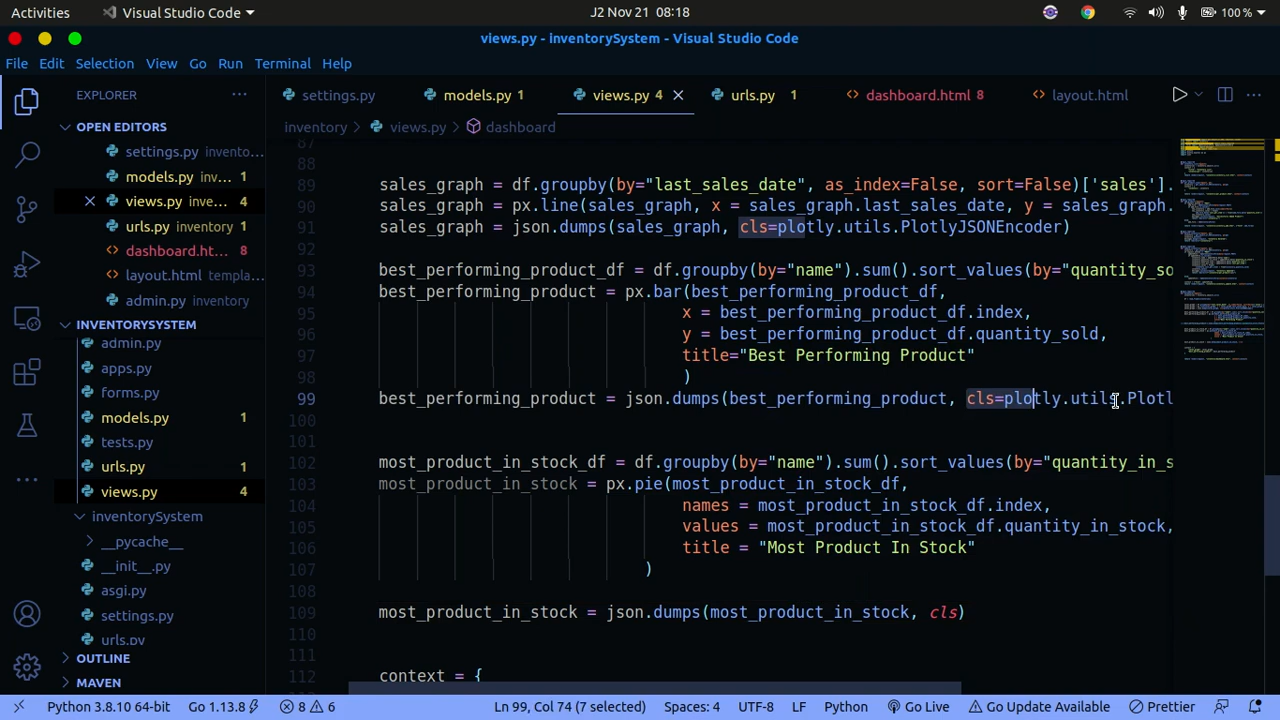 Activities
Visual Studio Code
J2 Nov 21 08:18
100 %
views.py - inventorySystem - Visual Studio Code
File Edit Selection View Go Run Terminal Help
EXPLORER
settings.py
models.py 1
views.py 4
urls.py 1
dashboard.html 8
layout.html
OPEN EDITORS
inventory > views.py > dashboard
settings.py invento...
models.py inv... 1
views.py inve... 4
urls.py inventory 1
dashboard.ht... 8
layout.html templa...
admin.py inventory
INVENTORYSYSTEM
admin.py
apps.py
forms.py
models.py 1
tests.py
urls.py 1
views.py 4
inventorySystem
__pycache__
__init__.py
asgi.py
settings.py
urls.py
OUTLINE
MAVEN
87
88
89 sales_graph = df.groupby(by="last_sales_date", as_index=False, sort=False)['sales'].
90 sales_graph = px.line(sales_graph, x = sales_graph.last_sales_date, y = sales_graph.
91 sales_graph = json.dumps(sales_graph, cls=plotly.utils.PlotlyJSONEncoder)
92
93 best_performing_product_df = df.groupby(by="name").sum().sort_values(by="quantity_so
94 best_performing_product = px.bar(best_performing_product_df,
95 x = best_performing_product_df.index,
96 y = best_performing_product_df.quantity_sold,
97 title="Best Performing Product"
98 )
99 best_performing_product = json.dumps(best_performing_product, cls=plotly.utils.Plotl
100
101
102 most_product_in_stock_df = df.groupby(by="name").sum().sort_values(by="quantity_in_s
103 most_product_in_stock = px.pie(most_product_in_stock_df,
104 names = most_product_in_stock_df.index,
105 values = most_product_in_stock_df.quantity_in_stock,
106 title = "Most Product In Stock"
107 )
108
109 most_product_in_stock = json.dumps(most_product_in_stock, cls)
110
111
112 context = {
Python 3.8.10 64-bit
Go 1.13.8
8
6
Ln 99, Col 74 (7 selected)
Spaces: 4
UTF-8
LF
Python
Go Live
Go Update Available
Prettier